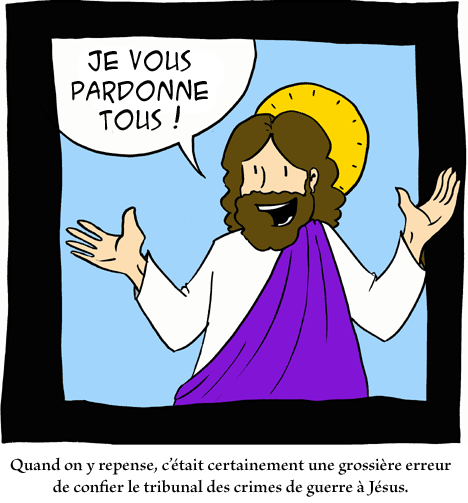 JE VOUS
PARDONNE
TOUS !
Quand on y repense, c'était certainement une grossière erreur
de confier le tribunal des crimes de guerre à Jésus.